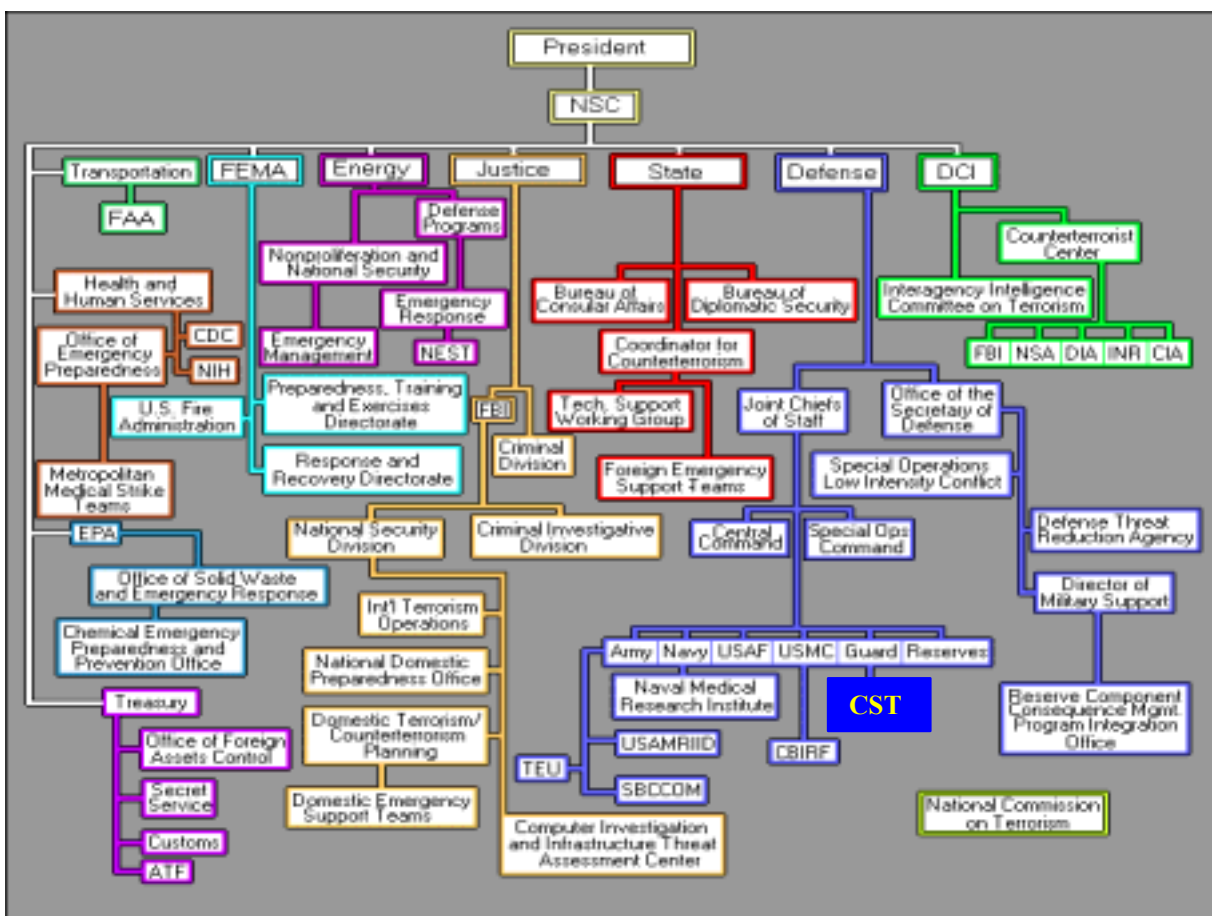 President
NSC
Transportation
FEMA
Energy
Justice
State
Defense
DCI
FAA
Defense
Programs
Counterterrorist
Center
Nonproliferation and
National Security
Health and
Human Services
Bureau of
Consular Affairs
Bureau of
Diplomatic Security
Interagency Intelligence
Committee on Terrorism
Emergency
Response
CDC
Office of
Emergency
Preparedness
NIH
Emergency
Management
NEST
Coordinator for
Counterterrorism
FBI NSA DIA INR CIA
U.S. Fire
Administration
Preparedness, Training
and Exercises
Directorate
FBI
Tech. Support
Working Group
Joint Chiefs
of Staff
Office of the
Secretary of
Defense
Criminal
Division
Response and
Recovery Directorate
Foreign Emergency
Support Teams
Special Operations
Low Intensity Conflict
Metropolitan
Medical Strike
Teams
EPA
National Security
Division
Criminal Investigative
Division
Central
Command
Special Ops
Command
Defense Threat
Reduction Agency
Office of Solid Waste
and Emergency Response
Director of
Military Support
Int'l Terrorism
Operations
Chemical Emergency
Preparedness and
Prevention Office
Army Navy USAF USMC Guard Reserves
National Domestic
Preparedness Office
Naval Medical
Research Institute
CST
Treasury
Reserve Component
Consequence Mgmt.
Program Integration
Office
Office of Foreign
Assets Control
Domestic Terrorism/
Counterterrorism
Planning
USAMRIID
CBIRF
TEU
Secret
Service
SBCCOM
Domestic Emergency
Support Teams
National Commission
on Terrorism
Customs
Computer Investigation
and Infrastructure Threat
Assessment Center
ATF